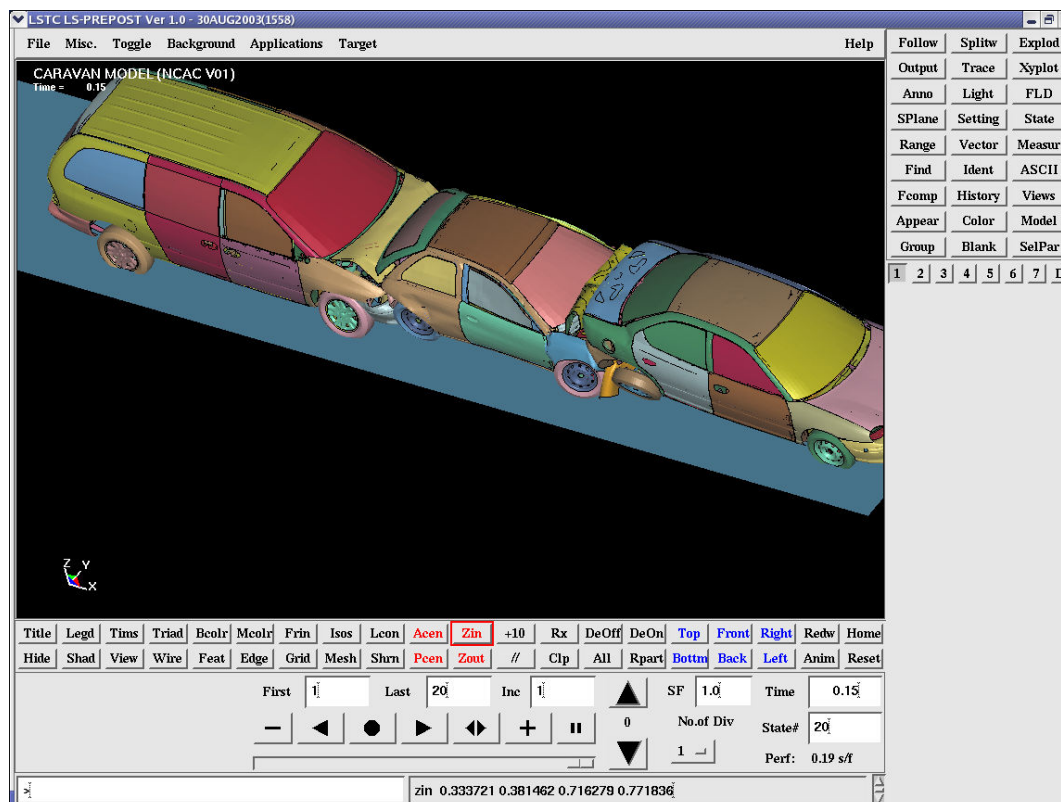 LSTC LS-PREPOST Ver 1.0 - 30AUG2003(1558)
File Misc. Toggle Background Applications Target Help
CARAVAN MODEL (NCAC V01)
Time = 0.15
Z Y
X
Follow Splitw Explod
Output Trace Xyplot
Anno Light FLD
SPlane Setting State
Range Vector Measur
Find Ident ASCII
Fcomp History Views
Appear Color Model
Group Blank SelPar
1 2 3 4 5 6 7 D
Title Legd Tims Triad Bcolr Mcolr Frin Isos Lcon Acen Zin +10 Rx DeOff DeOn Top Front Right Redw Home
Hide Shad View Wire Feat Edge Grid Mesh Shrn Pcen Zout // Clp All Rpart Bottm Back Left Anim Reset
First 1 Last 20 Inc 1 SF 1.0 Time 0.15
0 No.of Div State# 20
1 Perf: 0.19 s/f
> zin 0.333721 0.381462 0.716279 0.771836